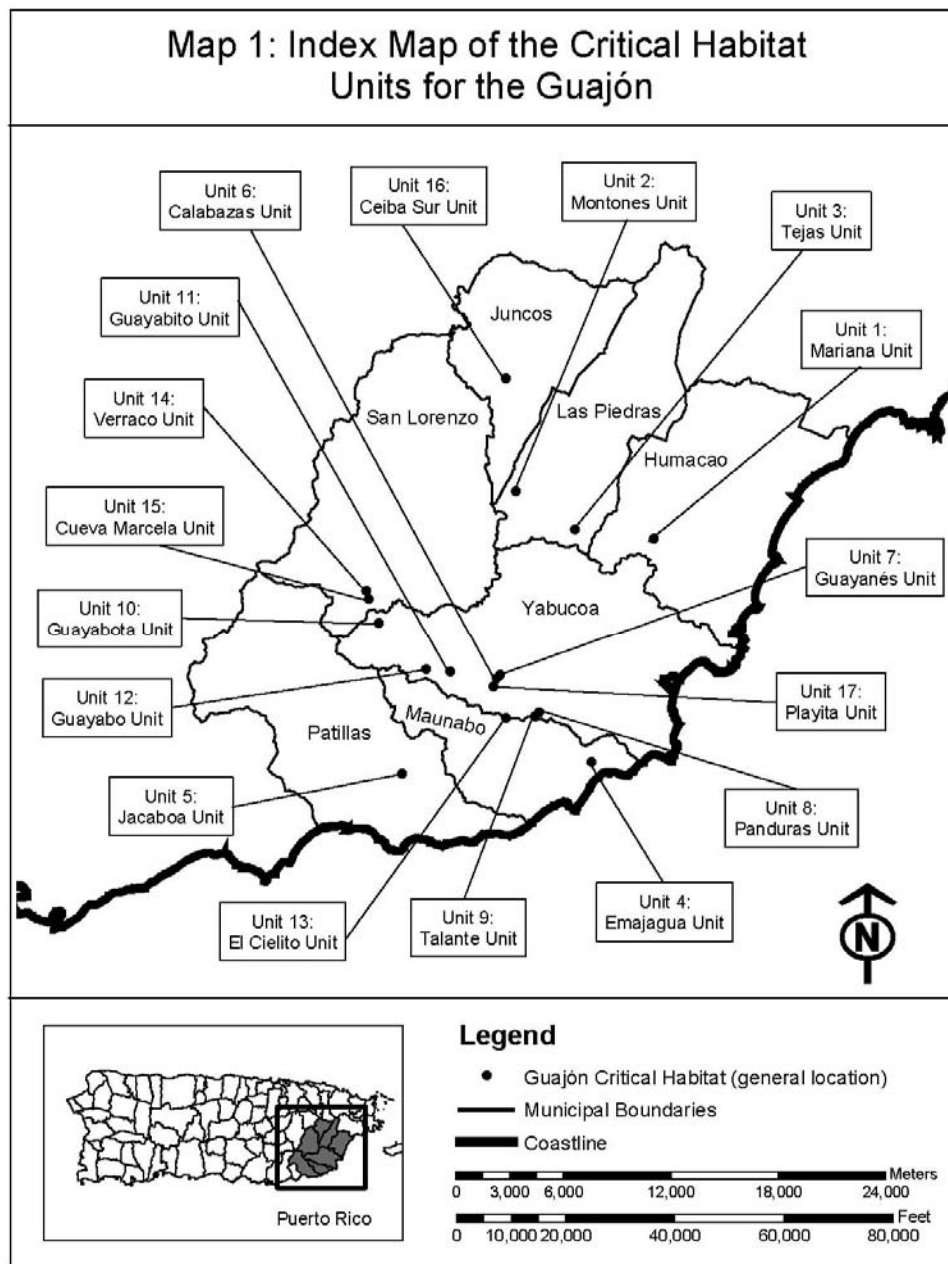 Map 1: Index Map of the Critical Habitat
Units for the Guajón
Unit 6:
Calabazas Unit
Unit 16:
Ceiba Sur Unit
Unit 2:
Montones Unit
Unit 3:
Tejas Unit
Unit 11:
Guayabito Unit
Unit 1:
Mariana Unit
Unit 14:
Verraco Unit
Unit 15:
Cueva Marcela Unit
Unit 7:
Guayanés Unit
Unit 10:
Guayabota Unit
Unit 12:
Guayabo Unit
Unit 17:
Playita Unit
Unit 5:
Jacaboa Unit
Unit 8:
Panduras Unit
Unit 13:
El Cielito Unit
Unit 9:
Talante Unit
Unit 4:
Emajagua Unit
Juncos
San Lorenzo
Las Piedras
Humacao
Yabucoa
Maunabo
Patillas
N
Puerto Rico
Legend
Guajón Critical Habitat (general location)
Municipal Boundaries
Coastline
Meters
0 3,000 6,000 12,000 18,000 24,000
Feet
0 10,000 20,000 40,000 60,000 80,000